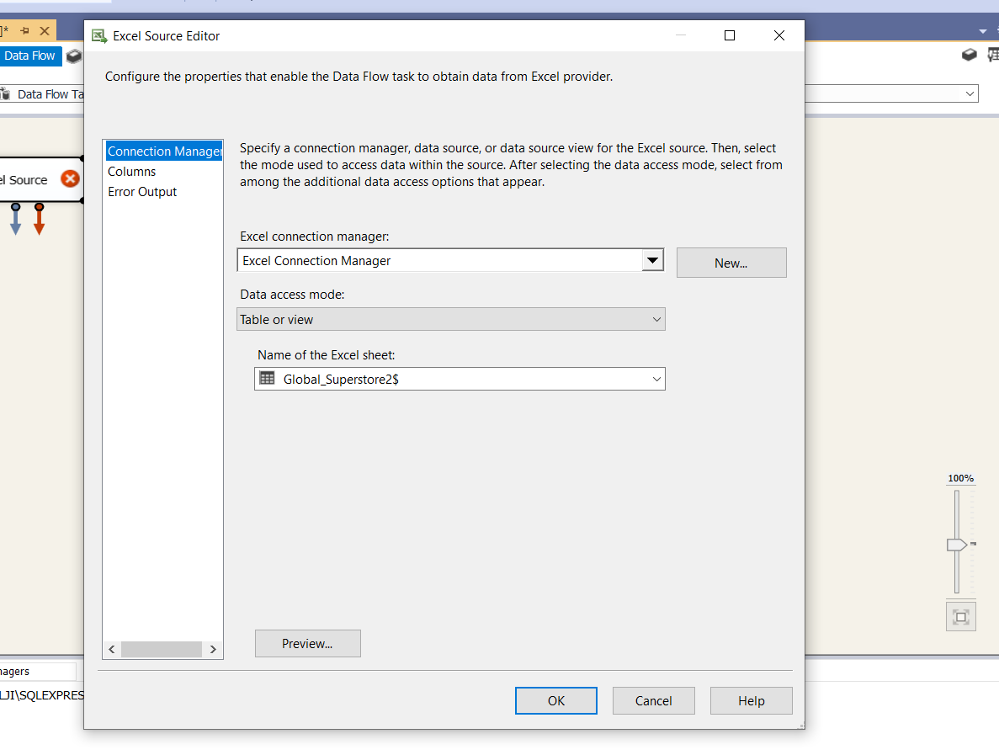 Excel Source Editor
]*
Data Flow
Configure the properties that enable the Data Flow task to obtain data from Excel provider.
Data Flow Ta
Connection Manager
Columns
Error Output
Specify a connection manager, data source, or data source view for the Excel source. Then, select
the mode used to access data within the source. After selecting the data access mode, select from
among the additional data access options that appear.
el Source
Excel connection manager:
Excel Connection Manager
New...
Data access mode:
Table or view
Name of the Excel sheet:
Global_Superstore2$
100%
Preview...
nagers
LJI\SQLEXPRES
OK
Cancel
Help